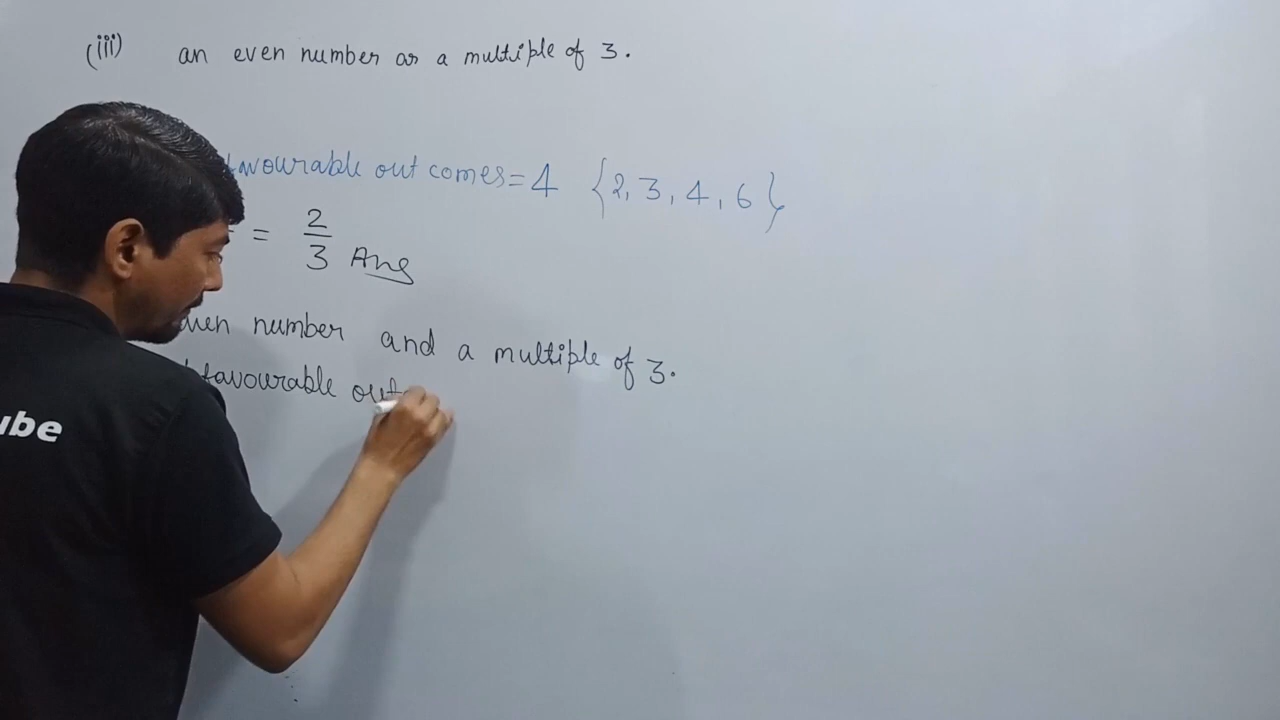 (iii) an even number or a multiple of 3.
favourable outcomes = 4 {2, 3, 4, 6}
= 2/3 Ans
even number and a multiple of 3.
favourable out
ube